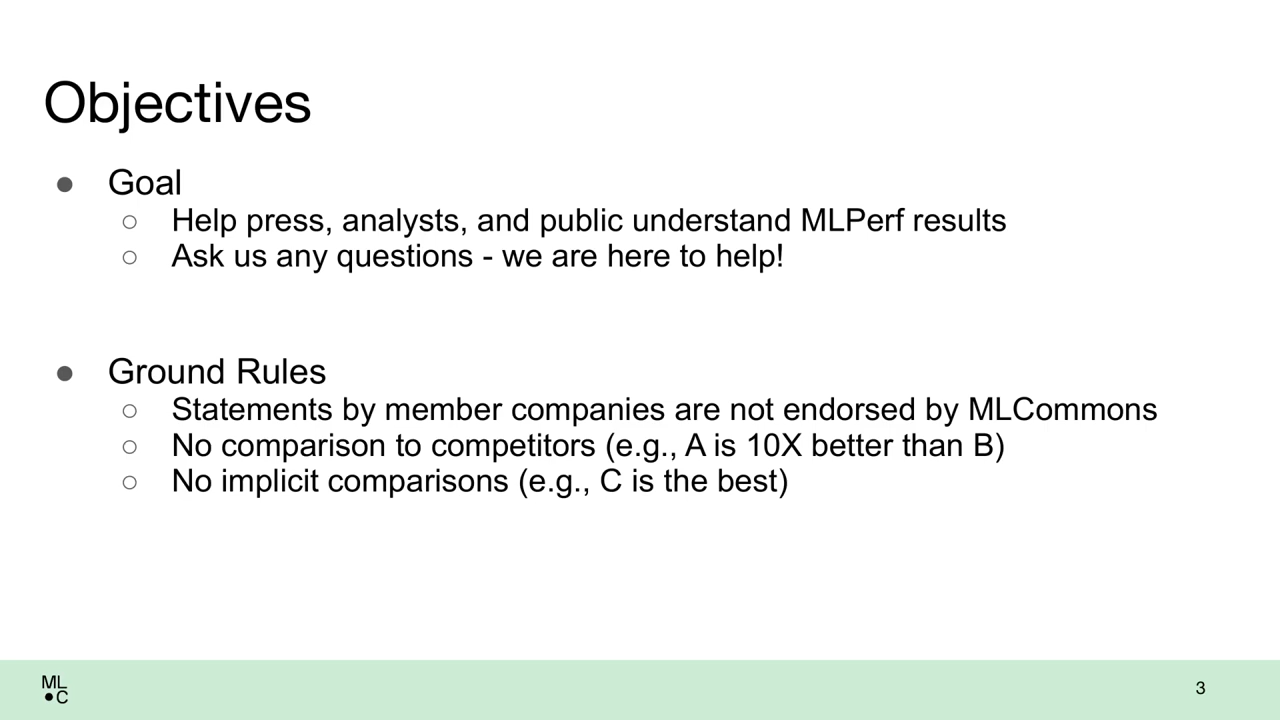 Objectives
● Goal
○ Help press, analysts, and public understand MLPerf results
○ Ask us any questions - we are here to help!
● Ground Rules
○ Statements by member companies are not endorsed by MLCommons
○ No comparison to competitors (e.g., A is 10X better than B)
○ No implicit comparisons (e.g., C is the best)
ML
●C
3